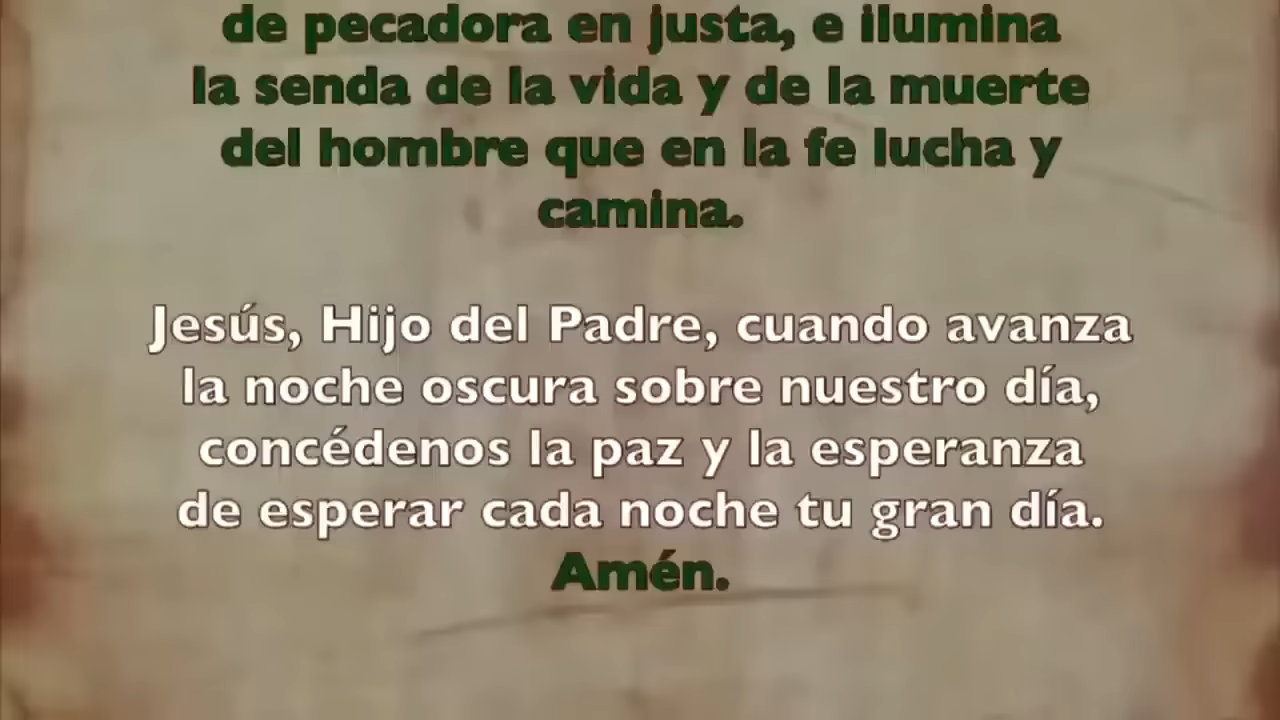 de pecadora en justa, e ilumina
la senda de la vida y de la muerte
del hombre que en la fe lucha y
camina.
Jesús, Hijo del Padre, cuando avanza
la noche oscura sobre nuestro día,
concédenos la paz y la esperanza
de esperar cada noche tu gran día.
Amén.